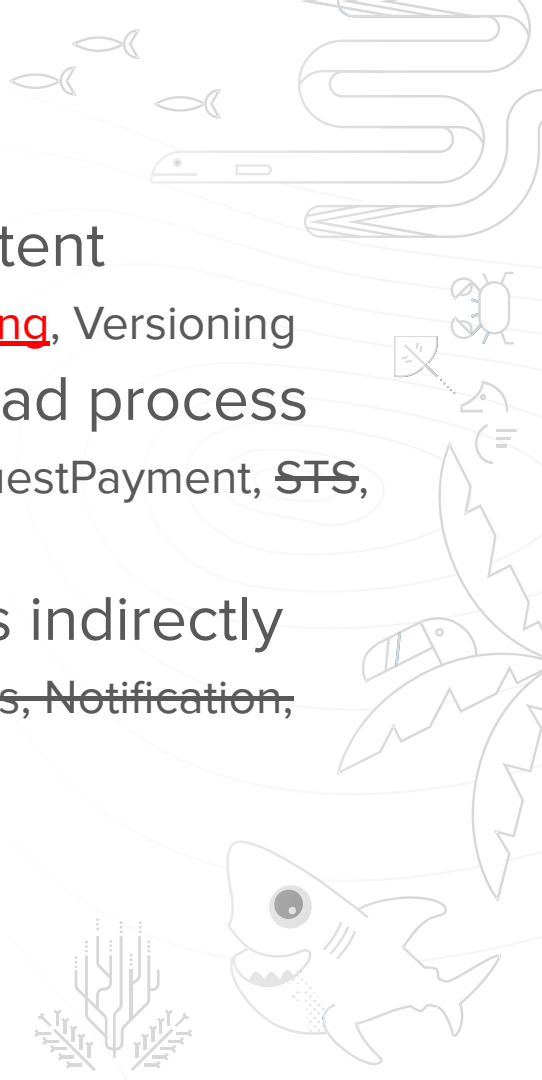 tent
ng, Versioning
ad process
uestPayment, STS,
s indirectly
s, Notification,